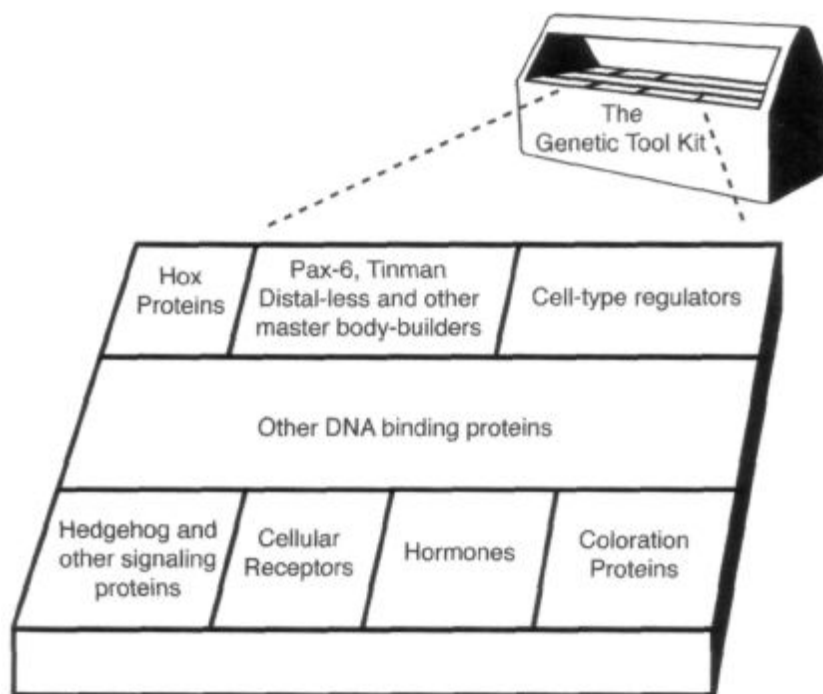 The
Genetic Tool Kit
Hox
Proteins
Pax-6, Tinman
Distal-less and other
master body-builders
Cell-type regulators
Other DNA binding proteins
Hedgehog and
other signaling
proteins
Cellular
Receptors
Hormones
Coloration
Proteins